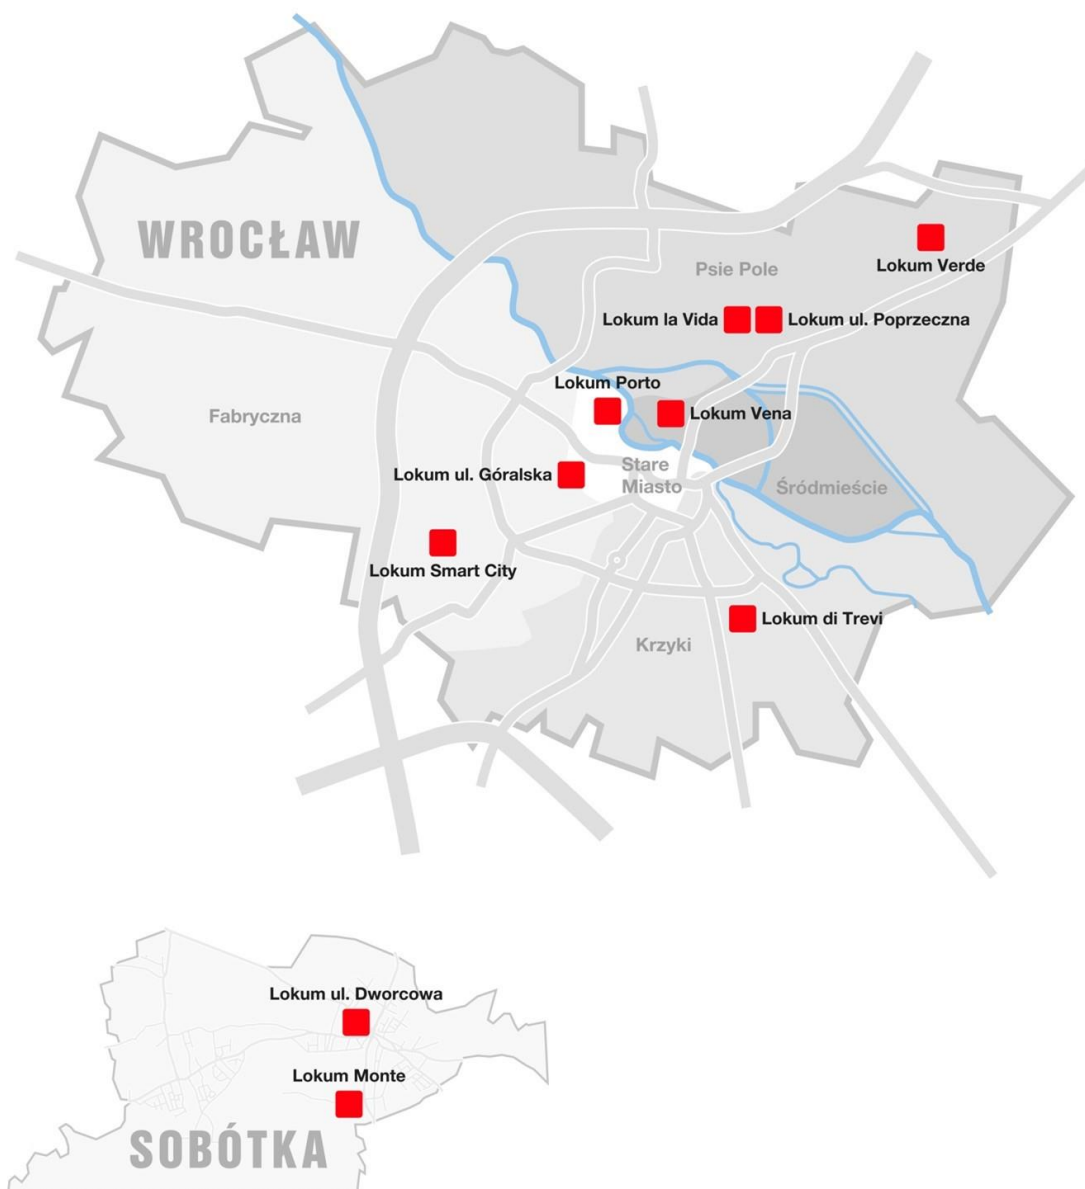 WROCŁAW
Lokum Verde
Psie Pole
Lokum la Vida
Lokum ul. Poprzeczna
Lokum Porto
Fabryczna
Lokum Vena
Lokum ul. Góralska
Stare
Miasto
Śródmieście
Lokum Smart City
Lokum di Trevi
Krzyki
Lokum ul. Dworcowa
Lokum Monte
SOBÓTKA